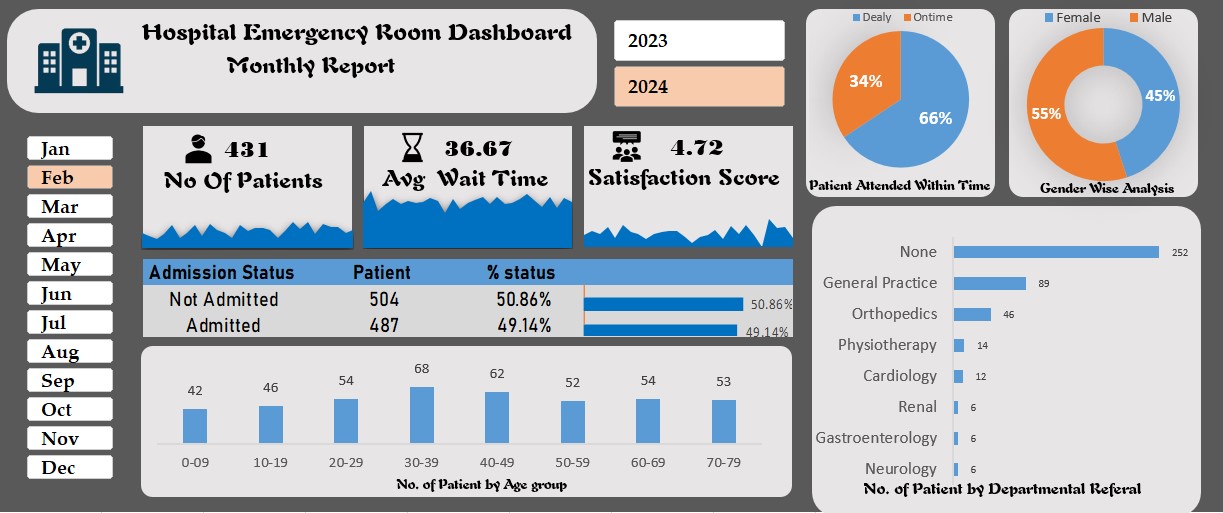 Hospital Emergency Room Dashboard
Monthly Report
2023
2024
Jan
Feb
Mar
Apr
May
Jun
Jul
Aug
Sep
Oct
Nov
Dec
431
No Of Patients
36.67
Avg Wait Time
4.72
Satisfaction Score
Admission Status Patient % status
Not Admitted 504 50.86% 50.86%
Admitted 487 49.14% 49.14%
42 46 54 68 62 52 54 53
0-09 10-19 20-29 30-39 40-49 50-59 60-69 70-79
No. of Patient by Age group
Dealy Ontime
34%
66%
Patient Attended Within Time
Female Male
45%
55%
Gender Wise Analysis
None 252
General Practice 89
Orthopedics 46
Physiotherapy 14
Cardiology 12
Renal 6
Gastroenterology 6
Neurology 6
No. of Patient by Departmental Referal